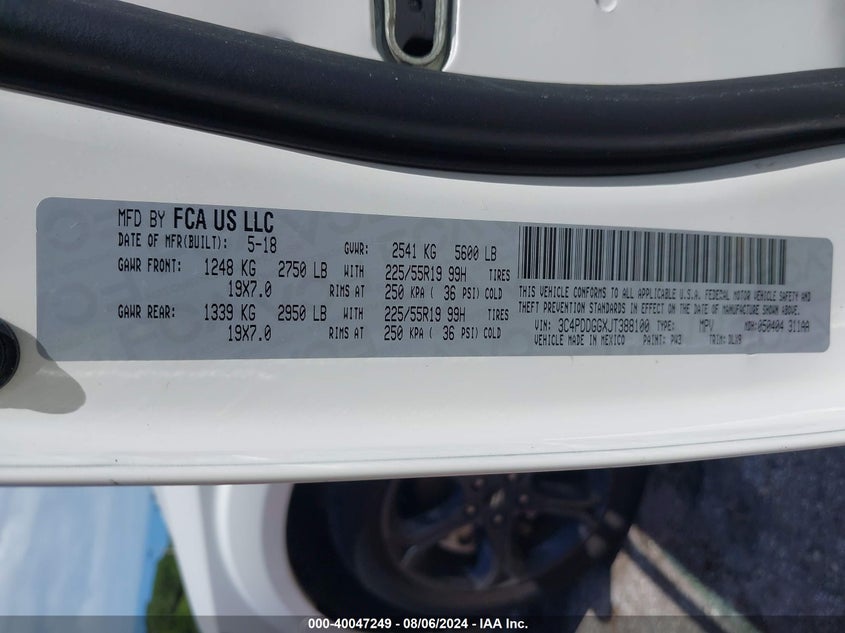 MFD BY FCA US LLC
DATE OF MFR(BUILT): 5-18 GVWR: 2541 KG 5600 LB
GAWR FRONT: 1248 KG 2750 LB WITH 225/55R19 99H TIRES
19X7.0 RIMS AT 250 KPA ( 36 PSI) COLD
GAWR REAR: 1339 KG 2950 LB WITH 225/55R19 99H TIRES
19X7.0 RIMS AT 250 KPA ( 36 PSI) COLD
THIS VEHICLE CONFORMS TO ALL APPLICABLE U.S.A. FEDERAL MOTOR VEHICLE SAFETY AND
THEFT PREVENTION STANDARDS IN EFFECT ON THE DATE OF MANUFACTURE SHOWN ABOVE.
VIN: 3C4PDDGGXJT388100 TYPE: MPV MDH: 050404 311AA
VEHICLE MADE IN MEXICO PAINT: PW3 TRIM: DLX9
000-40047249 - 08/06/2024 - IAA Inc.